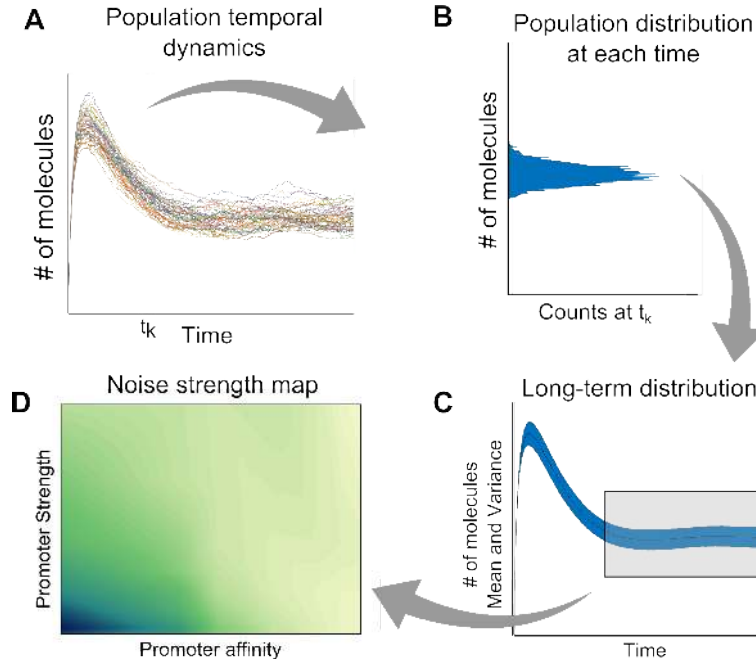 A
Population temporal
dynamics
# of molecules
tk
Time
B
Population distribution
at each time
# of molecules
Counts at tk
D
Noise strength map
Promoter Strength
Promoter affinity
C
Long-term distribution
# of molecules
Mean and Variance
Time